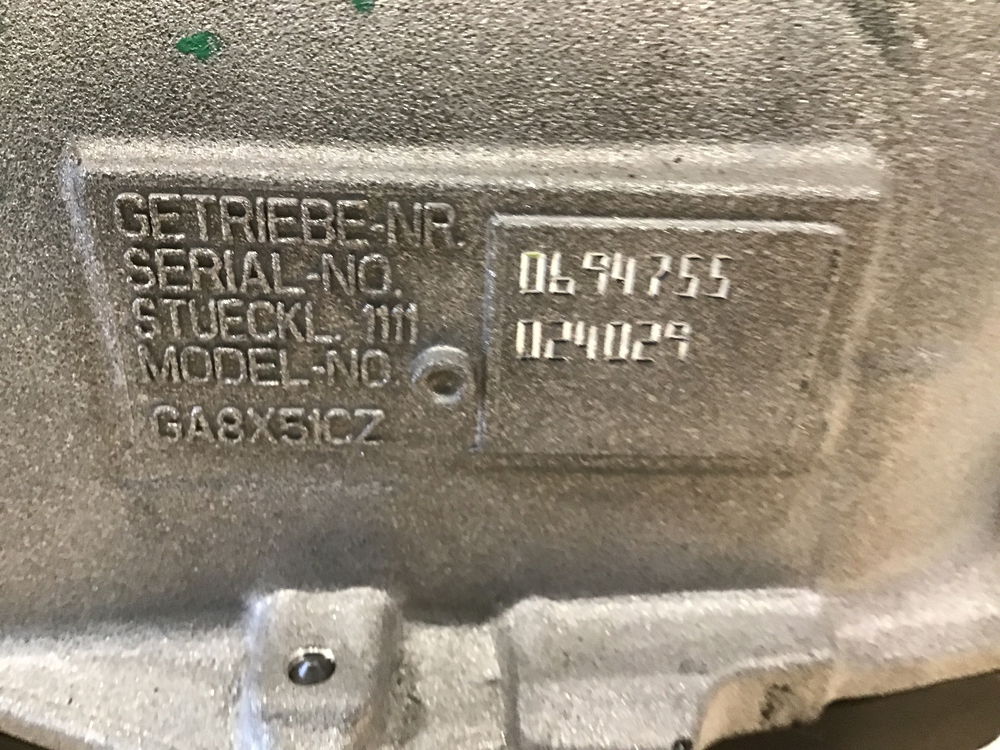 GETRIEBE-NR.
SERIAL-NO.
0694755
STUECKL. 1111
MODEL-NO.
024029
GA8X51CZ